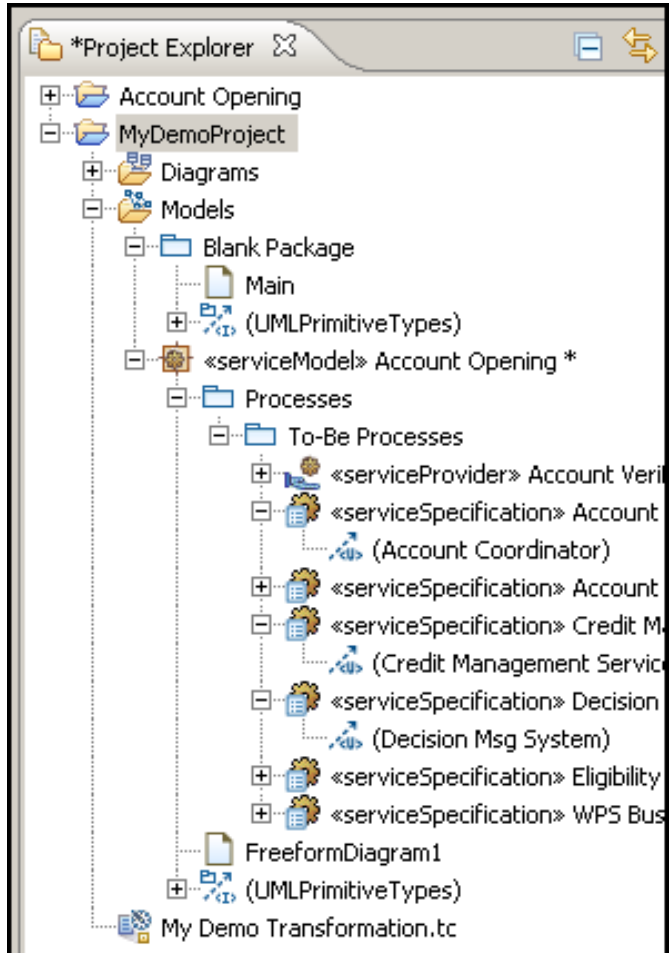 *Project Explorer
Account Opening
MyDemoProject
Diagrams
Models
Blank Package
Main
(UMLPrimitiveTypes)
«serviceModel» Account Opening *
Processes
To-Be Processes
«serviceProvider» Account
«serviceSpecification» Account
(Account Coordinator)
«serviceSpecification» Account
«serviceSpecification» Credit
(Credit Management
«serviceSpecification» Decision
(Decision Msg System)
«serviceSpecification» Eligibility
«serviceSpecification» WPS Bus
FreeformDiagram1
(UMLPrimitiveTypes)
My Demo Transformation.tc